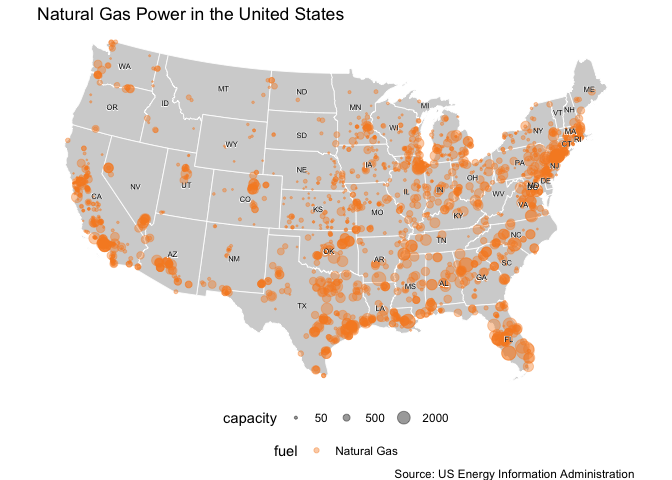 Natural Gas Power in the United States
WA
MT
ND
ME
OR
ID
MN
VT NH
SD
WI
MI
NY
MA
WY
CT RI
IA
PA
NJ
NE
OH
NV
UT
CO
IL
IN
DE
MD
CA
KS
MO
WV
VA
KY
AZ
NM
OK
AR
TN
NC
SC
MS
AL
GA
TX
LA
FL
capacity 50 500 2000
fuel Natural Gas
Source: US Energy Information Administration